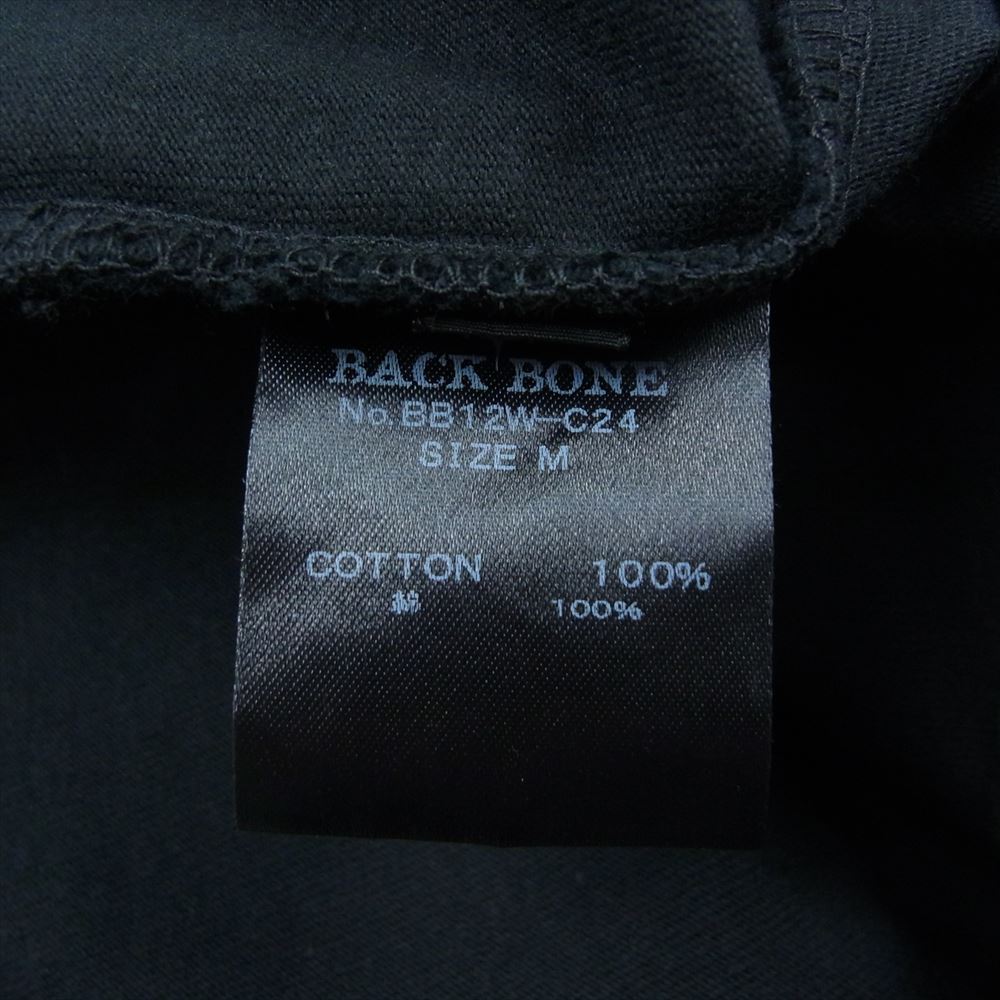 BACK BONE
No.BB12W-C24
SIZE M
COTTON 100%
綿 100%